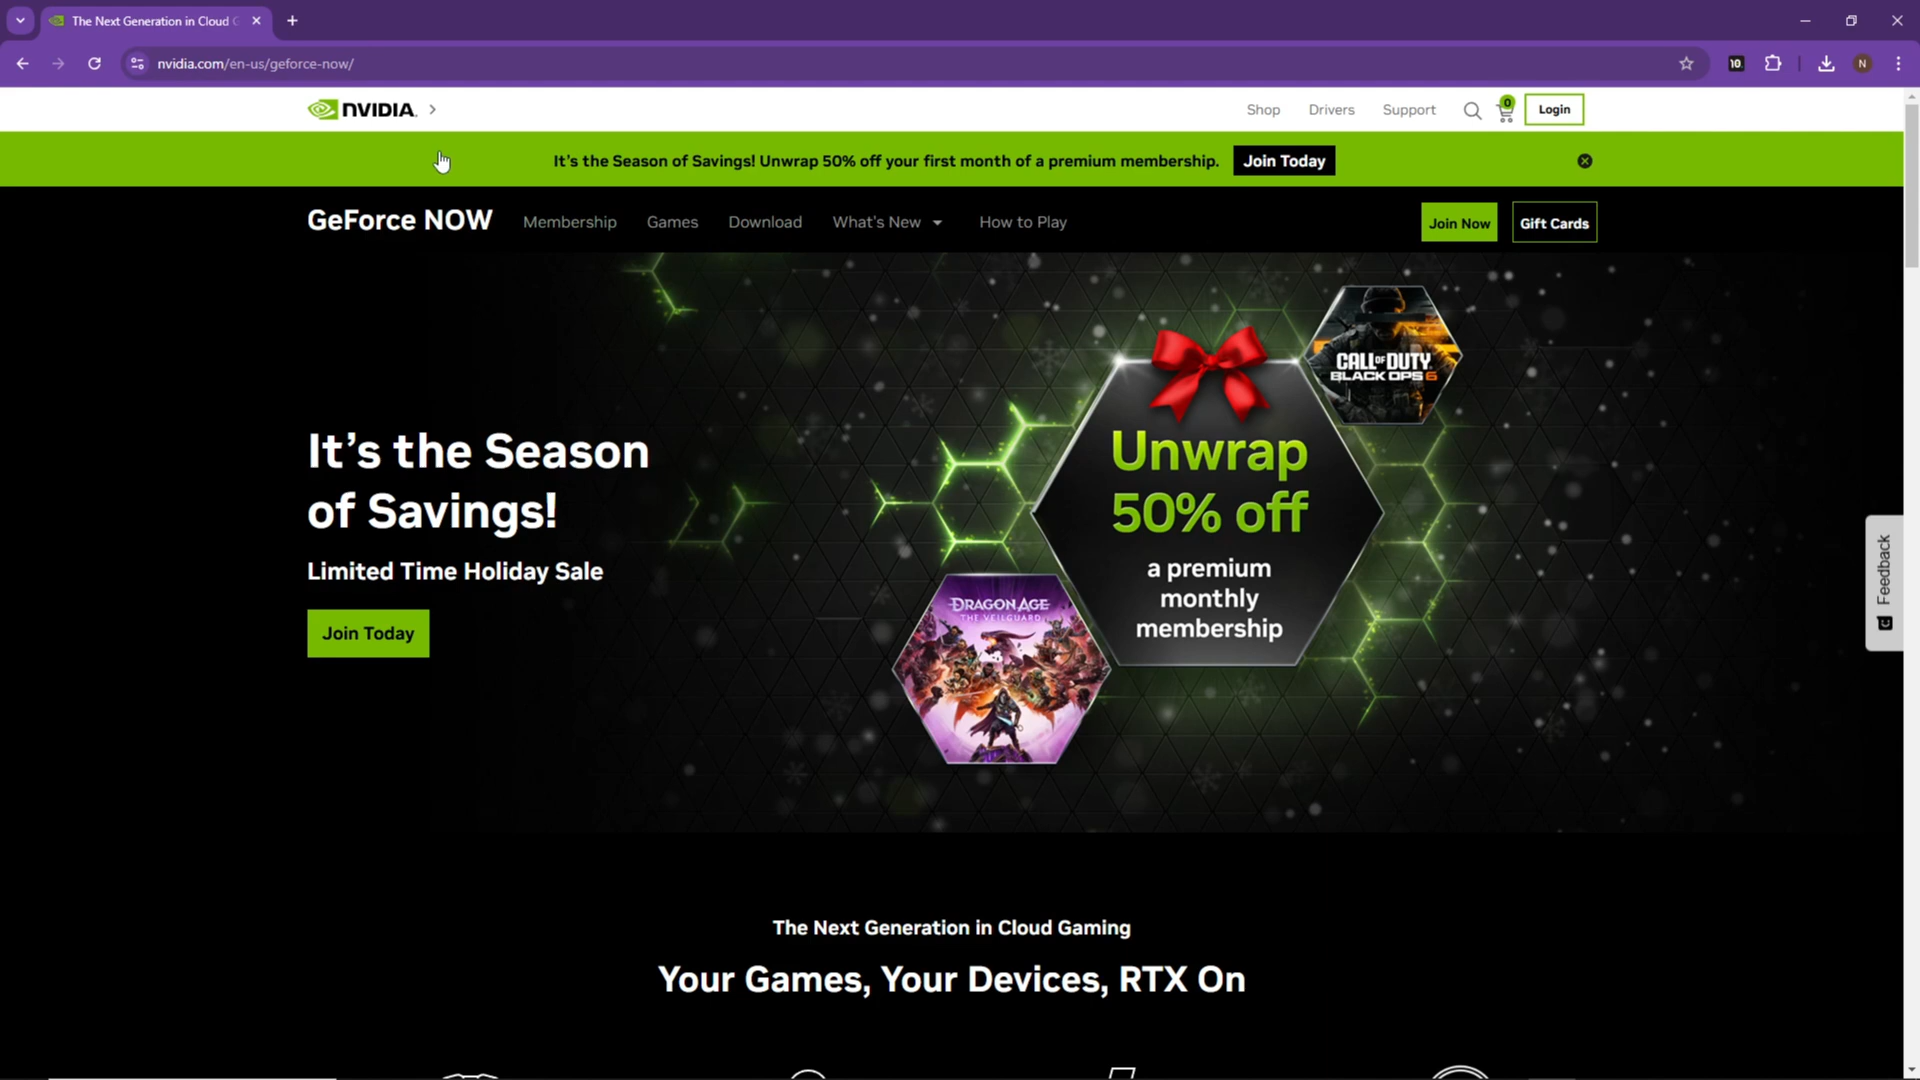 The Next Generation in Cloud G
nvidia.com/en-us/geforce-now/
10
N
NVIDIA.
Shop
Drivers
Support
0
Login
It's the Season of Savings! Unwrap 50% off your first month of a premium membership.
Join Today
GeForce NOW
Membership
Games
Download
What's New
How to Play
Join Now
Gift Cards
CALL OF DUTY
BLACK OPS 6
Unwrap
50% off
a premium
monthly
membership
It's the Season
of Savings!
Limited Time Holiday Sale
Join Today
DRAGON AGE
THE VEILGUARD
Feedback
The Next Generation in Cloud Gaming
Your Games, Your Devices, RTX On